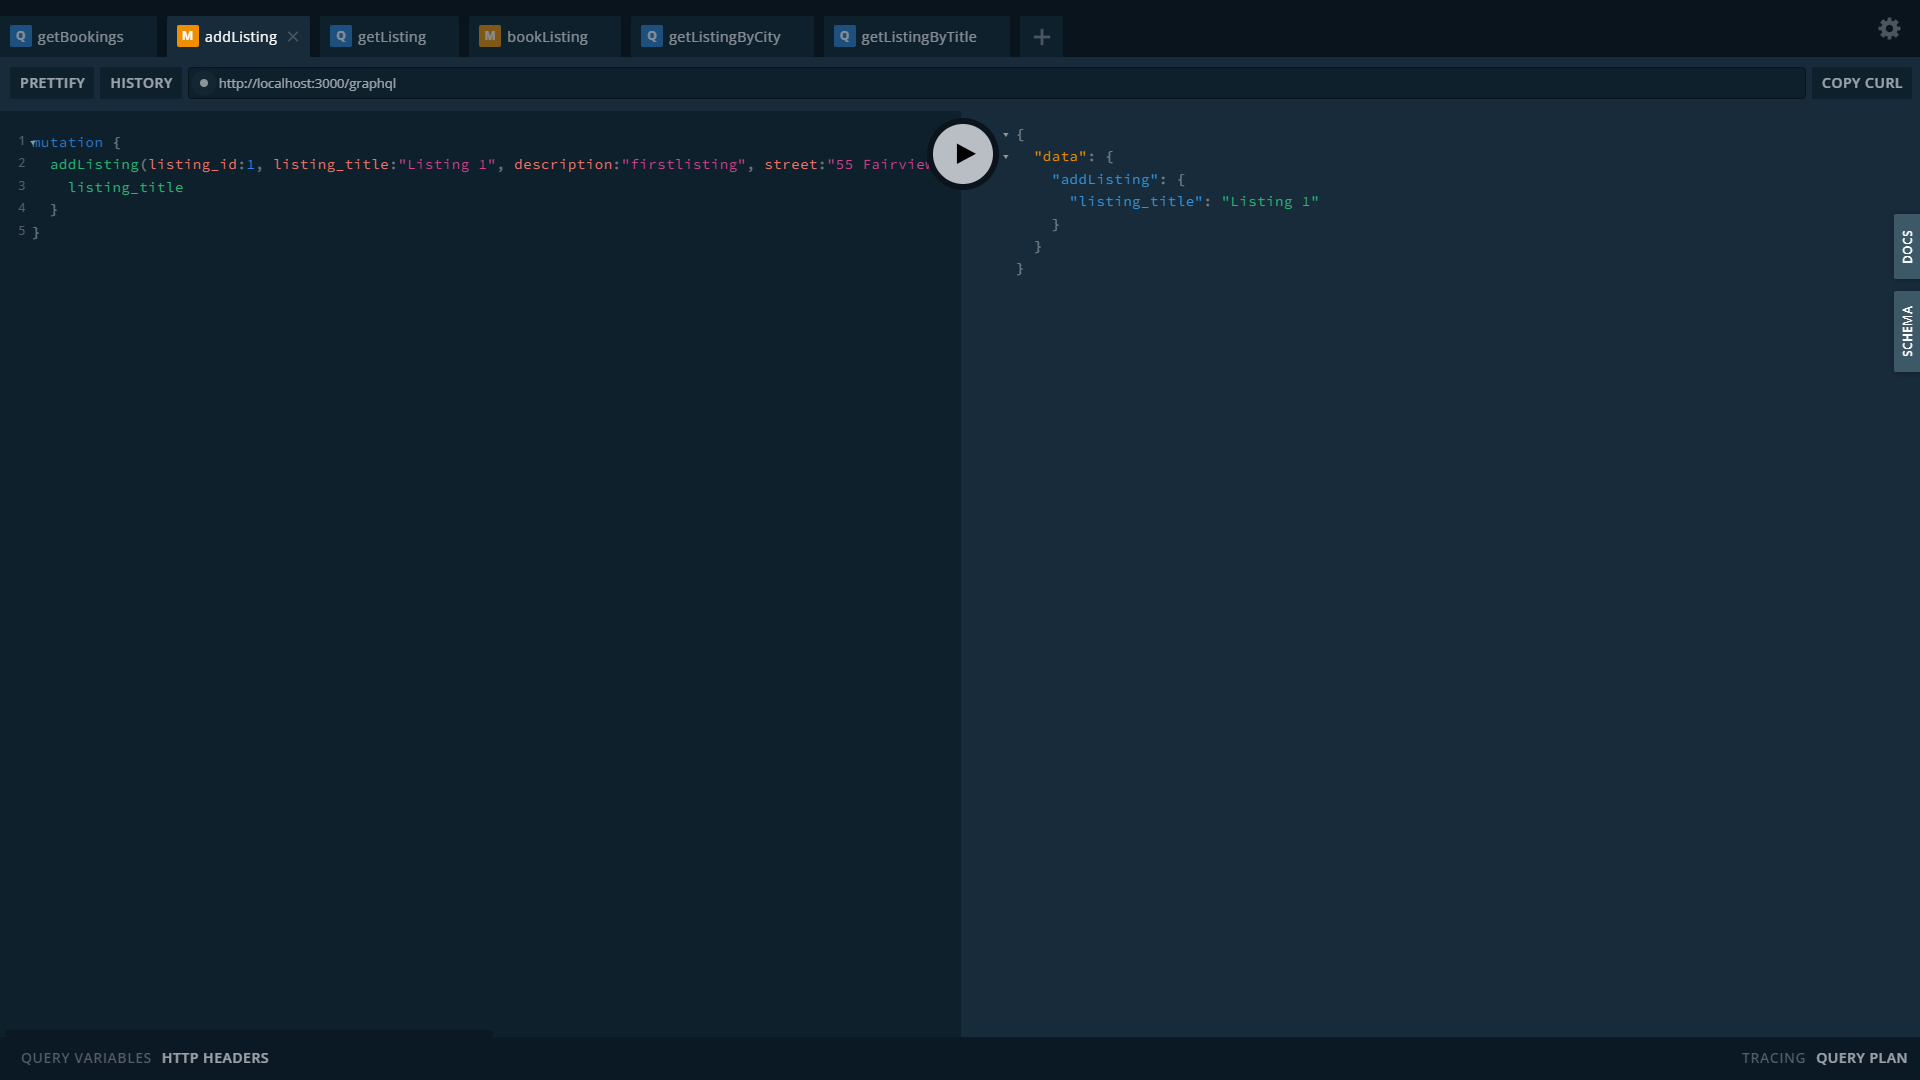 Q getBookings
M addListing ×
Q getListing
M bookListing
Q getListingByCity
Q getListingByTitle
+
PRETTIFY
HISTORY
http://localhost:3000/graphql
COPY CURL
1 mutation {
2 addListing(listing_id:1, listing_title:"Listing 1", description:"firstlisting", street:"55 Fairview
3 listing_title
4 }
5 }
{
"data": {
"addListing": {
"listing_title": "Listing 1"
}
}
}
DOCS
SCHEMA
QUERY VARIABLES
HTTP HEADERS
TRACING
QUERY PLAN